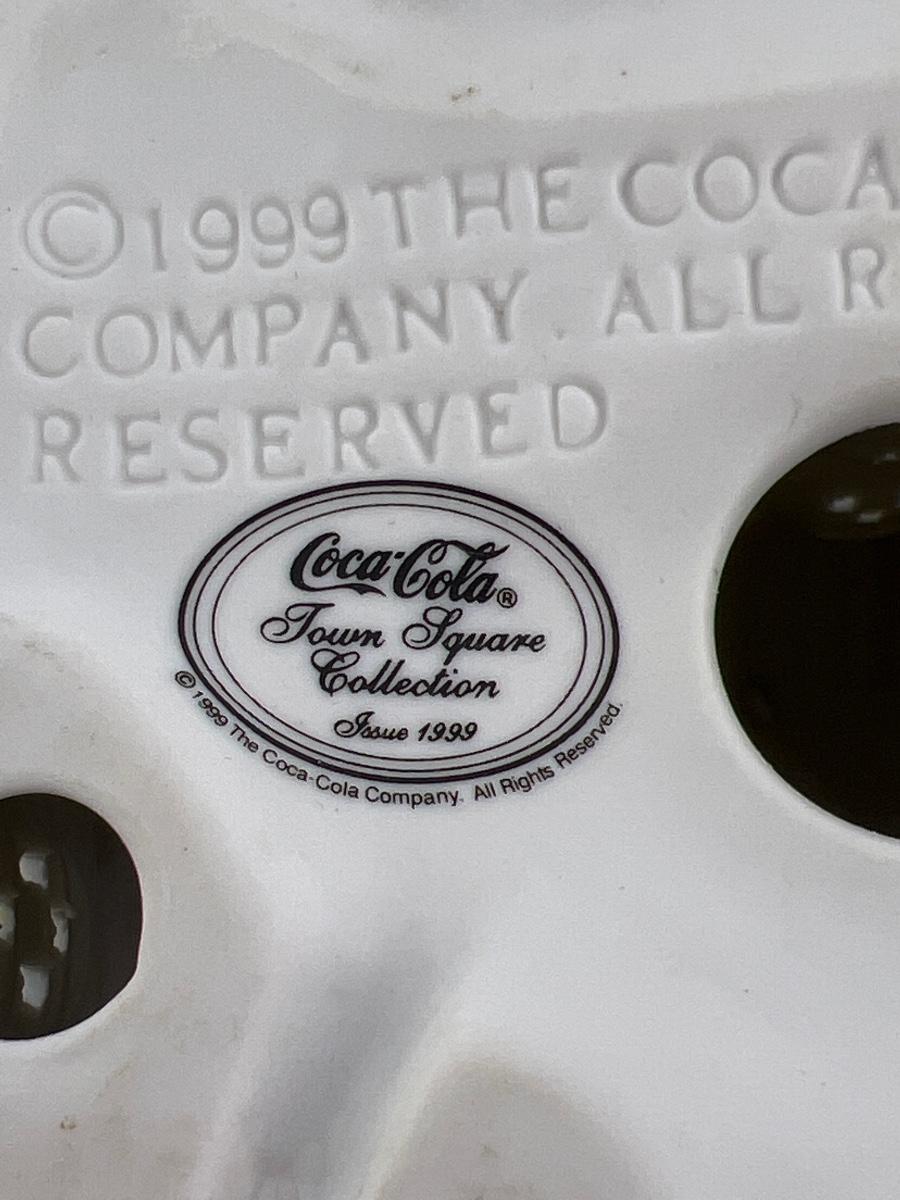 ©1999 THE COCA
COMPANY. ALL R
RESERVED
Coca-Cola®
Town Square
Collection
Issue 1999
© 1999 The Coca-Cola Company. All Rights Reserved.